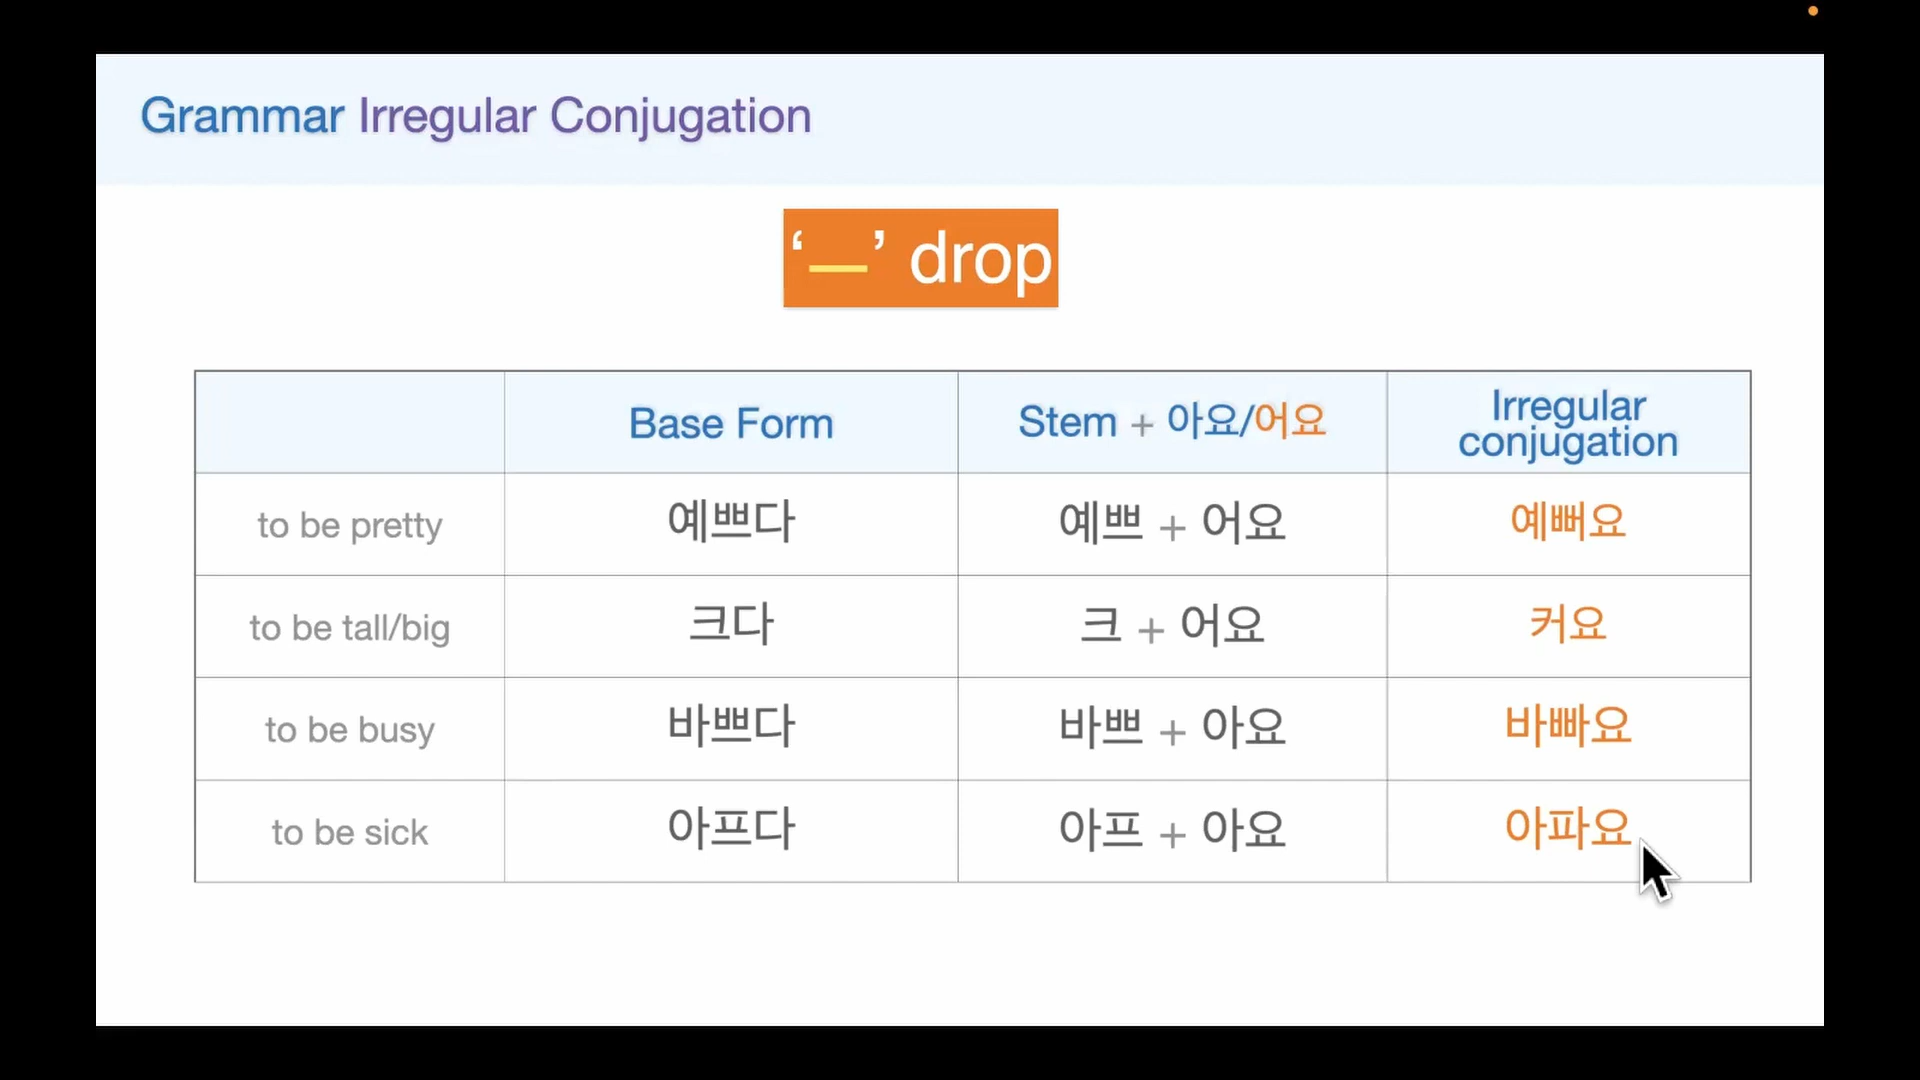 Grammar Irregular Conjugation
‘ㅡ’ drop
Base Form
Stem + 아요/어요
Irregular
conjugation
to be pretty
예쁘다
예쁘 + 어요
예뻐요
to be tall/big
크다
크 + 어요
커요
to be busy
바쁘다
바쁘 + 아요
바빠요
to be sick
아프다
아프 + 아요
아파요